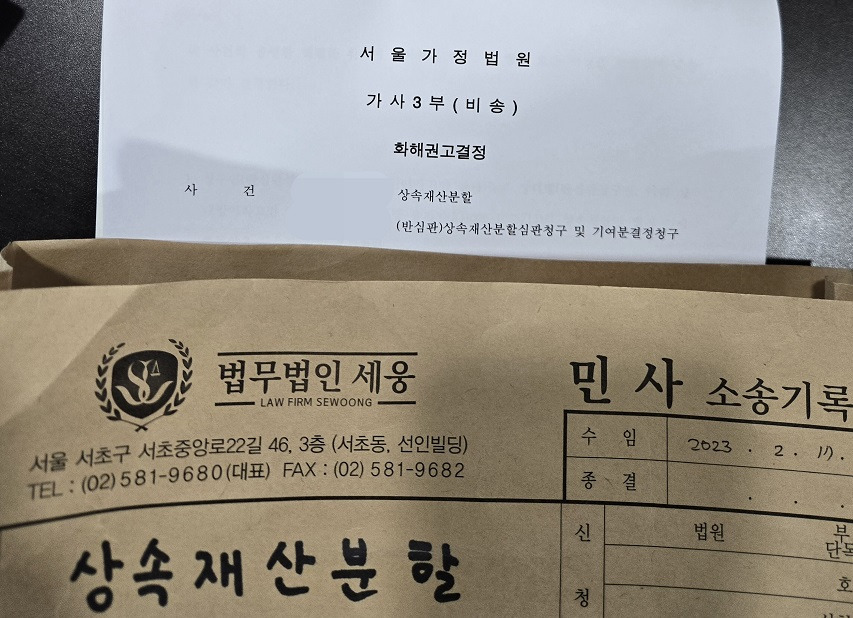 서 울 가 정 법 원
가 사 3 부 ( 비 송 )
화해권고결정
사 건 상속재산분할
(반심판)상속재산분할심판청구 및 기여분결정청구
법무법인 세웅
LAW FIRM SEWOONG
서울 서초구 서초중앙로22길 46, 3층 (서초동, 선인빌딩)
TEL : (02) 581-9680(대표) FAX : (02) 581-9682
민 사 소송기록
수 임 2023 . 2 . 17 .
종 결 . . .
상속재산분할
신 법원 부
단독
호
청